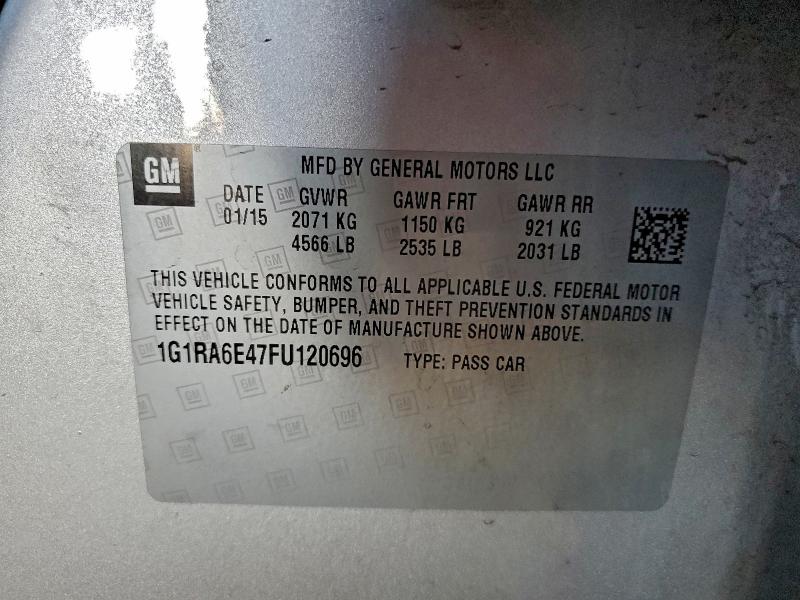 GM
MFD BY GENERAL MOTORS LLC
DATE GVWR GAWR FRT GAWR RR
01/15 2071 KG 1150 KG 921 KG
4566 LB 2535 LB 2031 LB
THIS VEHICLE CONFORMS TO ALL APPLICABLE U.S. FEDERAL MOTOR
VEHICLE SAFETY, BUMPER, AND THEFT PREVENTION STANDARDS IN
EFFECT ON THE DATE OF MANUFACTURE SHOWN ABOVE.
1G1RA6E47FU120696 TYPE: PASS CAR